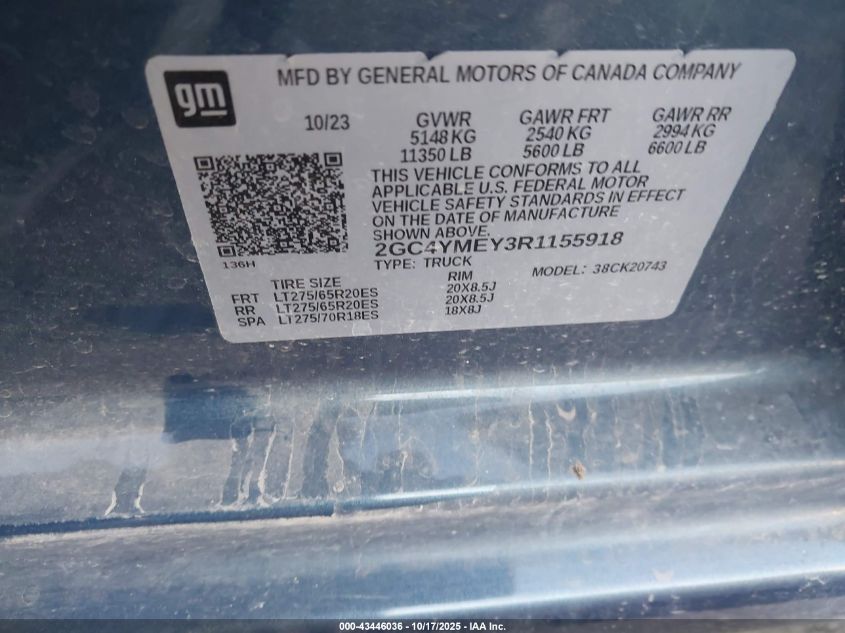 gm
MFD BY GENERAL MOTORS OF CANADA COMPANY
10/23 GVWR GAWR FRT GAWR RR
5148 KG 2540 KG 2994 KG
11350 LB 5600 LB 6600 LB
THIS VEHICLE CONFORMS TO ALL
APPLICABLE U.S. FEDERAL MOTOR
VEHICLE SAFETY STANDARDS IN EFFECT
ON THE DATE OF MANUFACTURE
SHOWN ABOVE.
2GC4YMEY3R1155918
136H TYPE: TRUCK MODEL: 38CK20743
TIRE SIZE RIM
FRT LT275/65R20ES 20X8.5J
RR LT275/65R20ES 20X8.5J
SPA LT275/70R18ES 18X8J
000-43446036 - 10/17/2025 - IAA Inc.